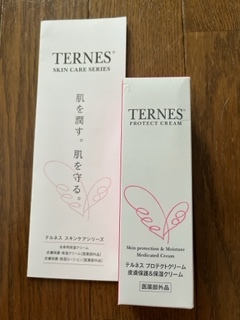 TERNES®
SKIN CARE SERIES
肌を潤す。肌を守る。
テルネス スキンケアシリーズ
TERNES®
PROTECT CREAM
Skin protection & Moisture
Medicated Cream
テルネス プロテクトクリーム
皮膚保護&保湿クリーム
医薬部外品